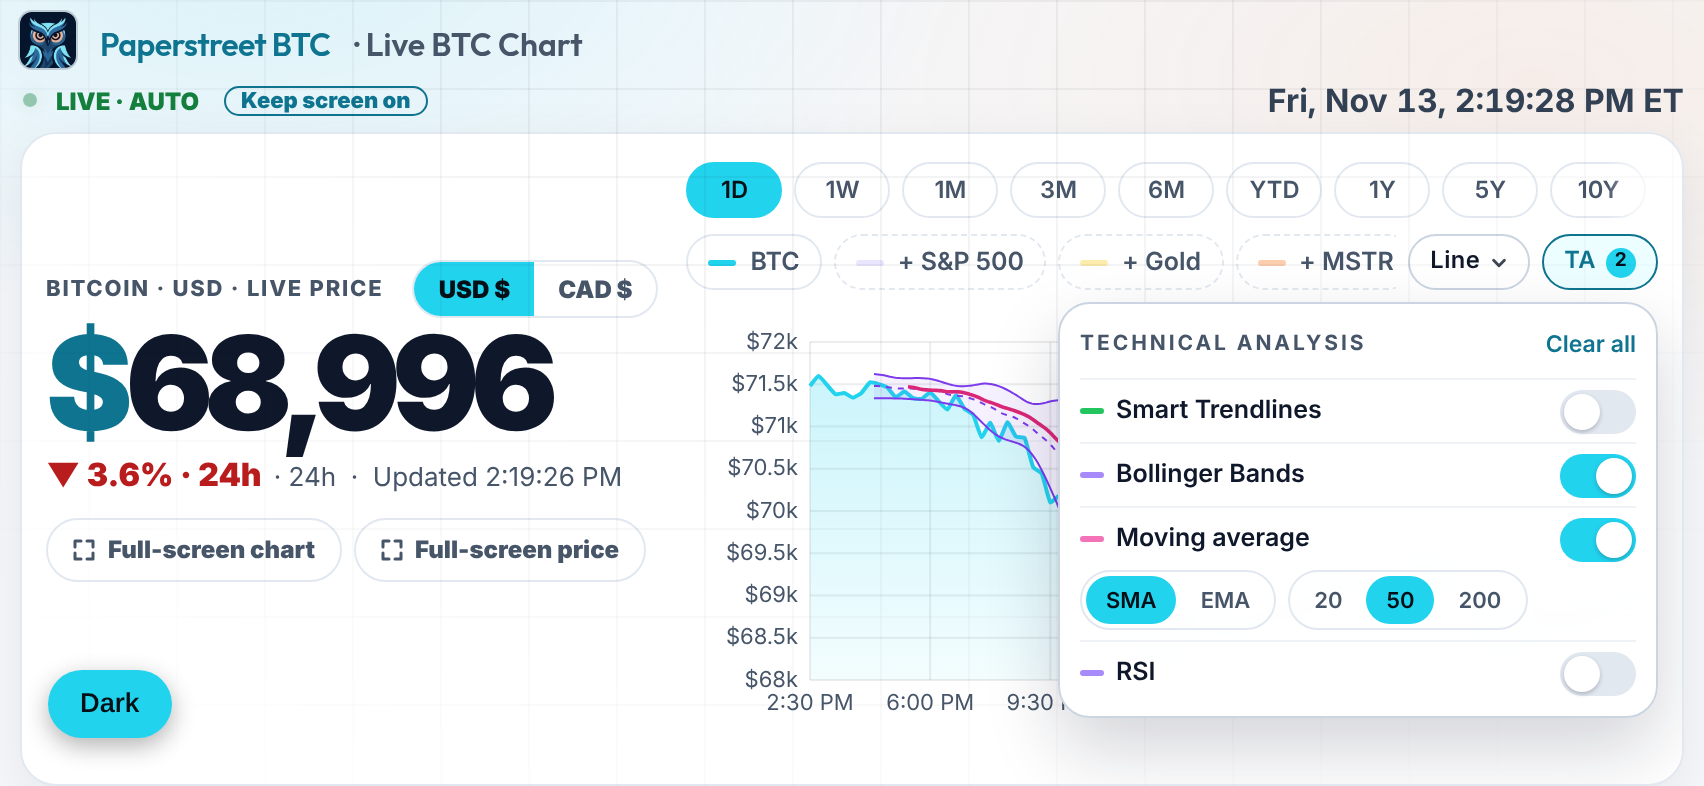 Paperstreet BTC · Live BTC Chart
LIVE · AUTO Keep screen on
Fri, Nov 13, 2:19:28 PM ET
1D 1W 1M 3M 6M YTD 1Y 5Y 10Y
BTC + S&P 500 + Gold + MSTR Line TA 2
BITCOIN · USD · LIVE PRICE USD $ CAD $
$68,996
▼ 3.6% · 24h · 24h · Updated 2:19:26 PM
Full-screen chart Full-screen price
Dark
$72k
$71.5k
$71k
$70.5k
$70k
$69.5k
$69k
$68.5k
$68k
2:30 PM 6:00 PM 9:30
TECHNICAL ANALYSIS Clear all
Smart Trendlines
Bollinger Bands
Moving average
SMA EMA 20 50 200
RSI